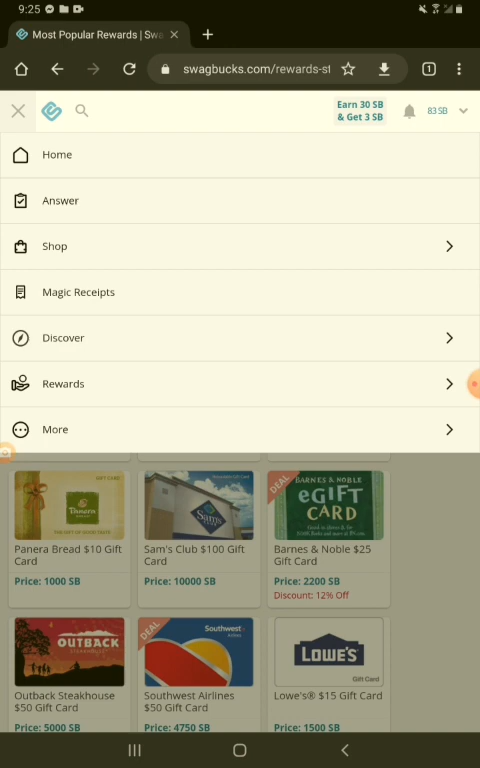 9:25
Most Popular Rewards | Swa
swagbucks.com/rewards-st
1
Earn 30 SB
& Get 3 SB
83 SB
Home
Answer
Shop
Magic Receipts
Discover
Rewards
More
GIFT CARD
Panera
Panera Bread $10 Gift
Card
Price: 1000 SB
Sam's
Sam's Club $100 Gift
Card
Price: 10000 SB
DEAL
BARNES & NOBLE
eGIFT
CARD
Barnes & Noble $25
Gift Card
Price: 2200 SB
Discount: 12% Off
OUTBACK
STEAKHOUSE
Outback Steakhouse
$50 Gift Card
Price: 5000 SB
DEAL
Southwest
Southwest Airlines
$50 Gift Card
Price: 4750 SB
LOWE'S
Gift Card
Lowe's® $15 Gift Card
Price: 1500 SB